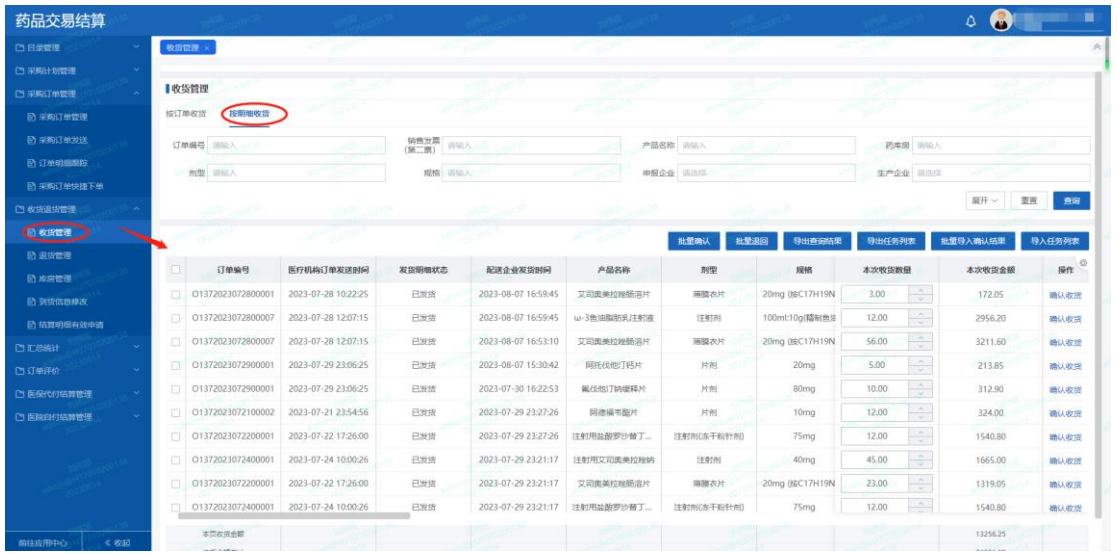 药品交易结算
目录管理
采购计划管理
采购订单管理
采购订单管理
采购订单发送
订单明细跟踪
采购订单快捷下单
收货退货管理
收货管理
退货管理
库房管理
到货信息修改
结算明细有效申请
汇总统计
订单评价
医保代付结算管理
医院自付结算管理
前往应用中心 收起
收货管理 ×
收货管理
按订单收货 按明细收货
订单编号 请输入 销售发票(第二票) 请输入 产品名称 请输入 药库房 请输入
剂型 请输入 规格 请输入 申报企业 请选择 生产企业 请选择
展开 重置 查询
批量确认 批量退回 导出查询结果 导出任务列表 批量导入确认结果 导入任务列表
订单编号 医疗机构订单发送时间 发货明细状态 配送企业发货时间 产品名称 剂型 规格 本次收货数量 本次收货金额 操作
O1372023072800001 2023-07-28 10:22:25 已发货 2023-08-07 16:59:45 艾司奥美拉唑肠溶片 薄膜衣片 20mg (按C17H19N 3.00 172.05 确认收货
O1372023072800007 2023-07-28 12:07:15 已发货 2023-08-07 16:59:45 ω-3鱼油脂肪乳注射液 注射剂 100ml:10g(精制鱼油 12.00 2956.20 确认收货
O1372023072800007 2023-07-28 12:07:15 已发货 2023-08-07 16:53:10 艾司奥美拉唑肠溶片 薄膜衣片 20mg (按C17H19N 56.00 3211.60 确认收货
O1372023072900001 2023-07-29 23:06:25 已发货 2023-08-07 15:30:42 阿托伐他汀钙片 片剂 20mg 5.00 213.85 确认收货
O1372023072900001 2023-07-29 23:06:25 已发货 2023-07-30 16:22:53 氟伐他汀钠缓释片 片剂 80mg 10.00 312.90 确认收货
O1372023072100002 2023-07-21 23:54:56 已发货 2023-07-29 23:27:26 阿德福韦酯片 片剂 10mg 12.00 324.00 确认收货
O1372023072200001 2023-07-22 17:26:00 已发货 2023-07-29 23:27:26 注射用盐酸罗沙替丁... 注射剂(冻干粉针剂) 75mg 12.00 1540.80 确认收货
O1372023072400001 2023-07-24 10:00:26 已发货 2023-07-29 23:21:17 注射用艾司奥美拉唑钠 注射剂 40mg 45.00 1665.00 确认收货
O1372023072200001 2023-07-22 17:26:00 已发货 2023-07-29 23:21:17 艾司奥美拉唑肠溶片 薄膜衣片 20mg (按C17H19N 23.00 1319.05 确认收货
O1372023072400001 2023-07-24 10:00:26 已发货 2023-07-29 23:21:17 注射用盐酸罗沙替丁... 注射剂(冻干粉针剂) 75mg 12.00 1540.80 确认收货
本页收货金额 13256.25